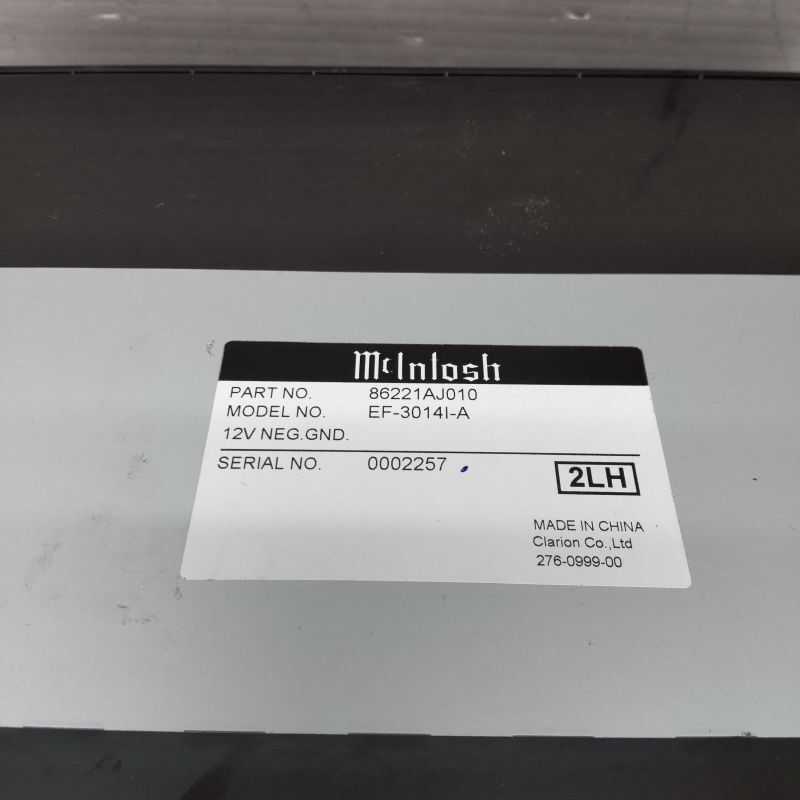 McIntosh
PART NO. 86221AJ010
MODEL NO. EF-3014I-A
12V NEG.GND.
SERIAL NO. 0002257
2LH
MADE IN CHINA
Clarion Co.,Ltd
276-0999-00